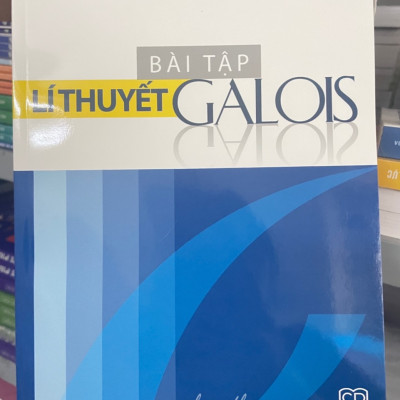 BÀI TẬP
LÍ THUYẾT GALOIS